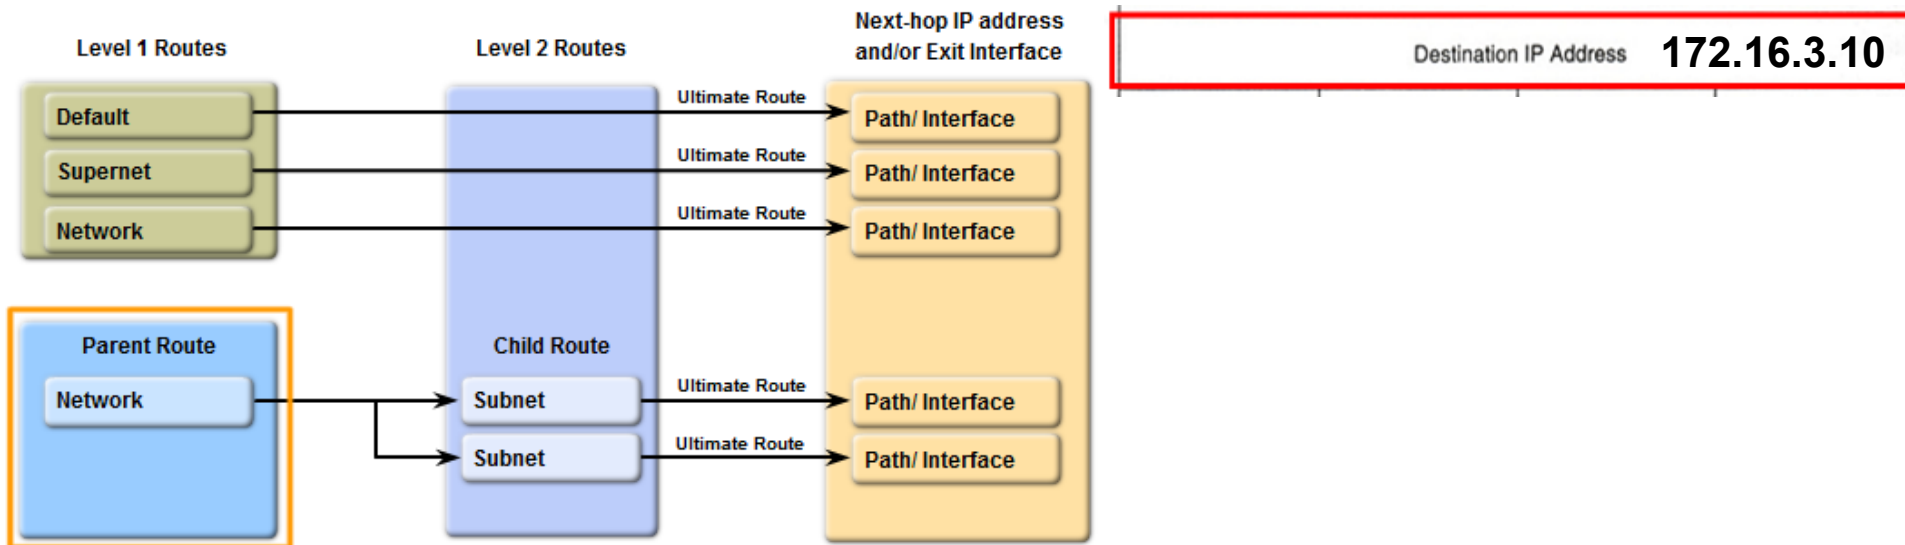 Level 1 Routes
Level 2 Routes
Next-hop IP address
and/or Exit Interface
Destination IP Address 172.16.3.10
Default
Ultimate Route
Path/ Interface
Supernet
Ultimate Route
Path/ Interface
Network
Ultimate Route
Path/ Interface
Parent Route
Child Route
Network
Subnet
Ultimate Route
Path/ Interface
Subnet
Ultimate Route
Path/ Interface